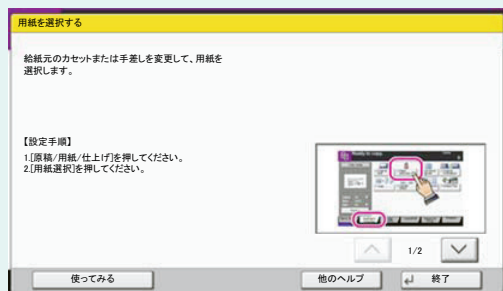 用紙を選択する
給紙元のカセットまたは手差しを変更して、用紙を
選択します。
【設定手順】
1.[原稿/用紙/仕上げ]を押してください。
2.[用紙選択]を押してください。
1/2
使ってみる
他のヘルプ
終了